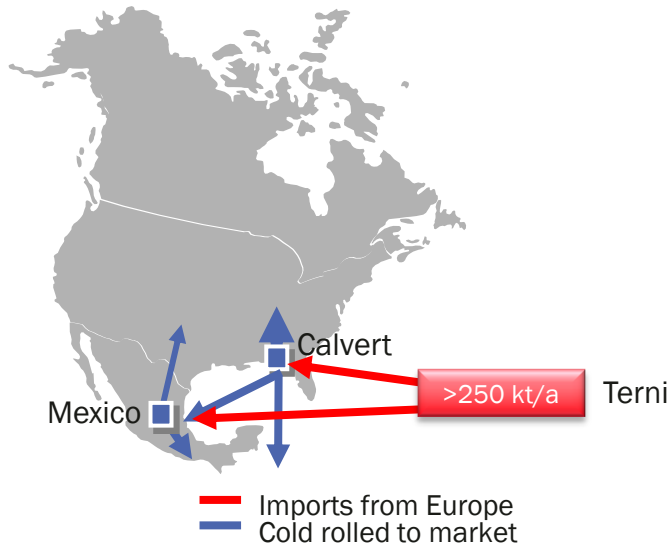 Calvert
>250 kt/a
Terni
Mexico
Imports from Europe
Cold rolled to market